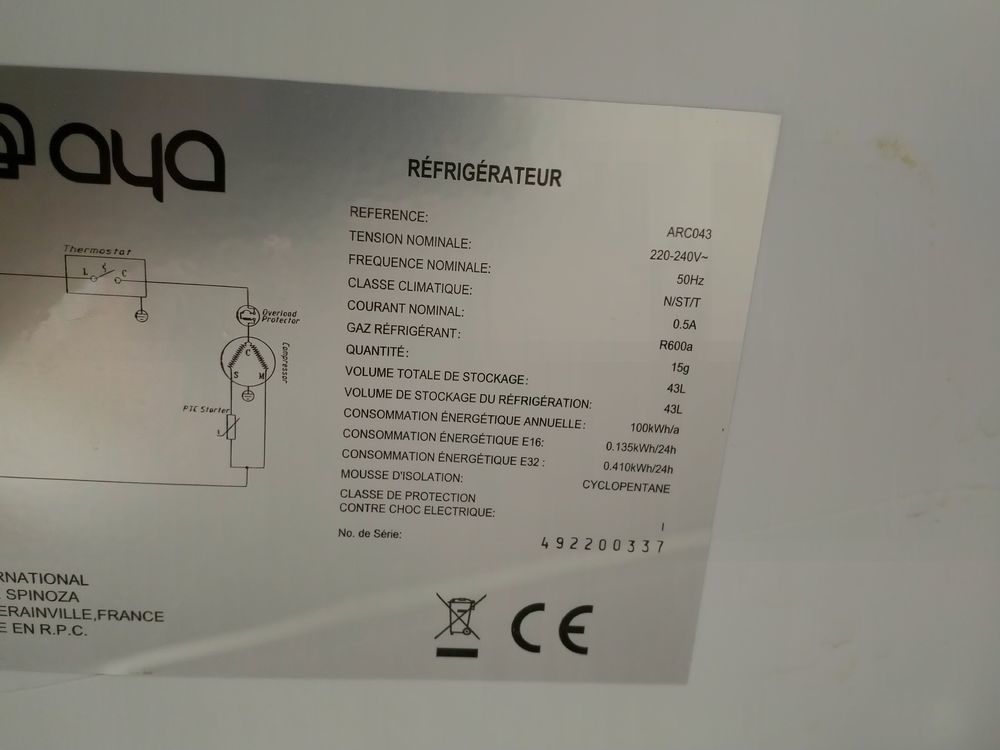 aya
RÉFRIGÉRATEUR
REFERENCE: ARC043
TENSION NOMINALE: 220-240V~
FREQUENCE NOMINALE: 50Hz
CLASSE CLIMATIQUE: N/ST/T
COURANT NOMINAL: 0.5A
GAZ RÉFRIGÉRANT: R600a
QUANTITÉ: 15g
VOLUME TOTALE DE STOCKAGE: 43L
VOLUME DE STOCKAGE DU RÉFRIGÉRATION: 43L
CONSOMMATION ÉNERGÉTIQUE ANNUELLE: 100kWh/a
CONSOMMATION ÉNERGÉTIQUE E16: 0.135kWh/24h
CONSOMMATION ÉNERGÉTIQUE E32 : 0.410kWh/24h
MOUSSE D'ISOLATION: CYCLOPENTANE
CLASSE DE PROTECTION
CONTRE CHOC ELECTRIQUE: I
No. de Série: 492200337
CE
Thermostat
L C
Overload
Protector
Compressor
C
S M
PTC Starter
RNATIONAL
SPINOZA
ERAINVILLE,FRANCE
E EN R.P.C.